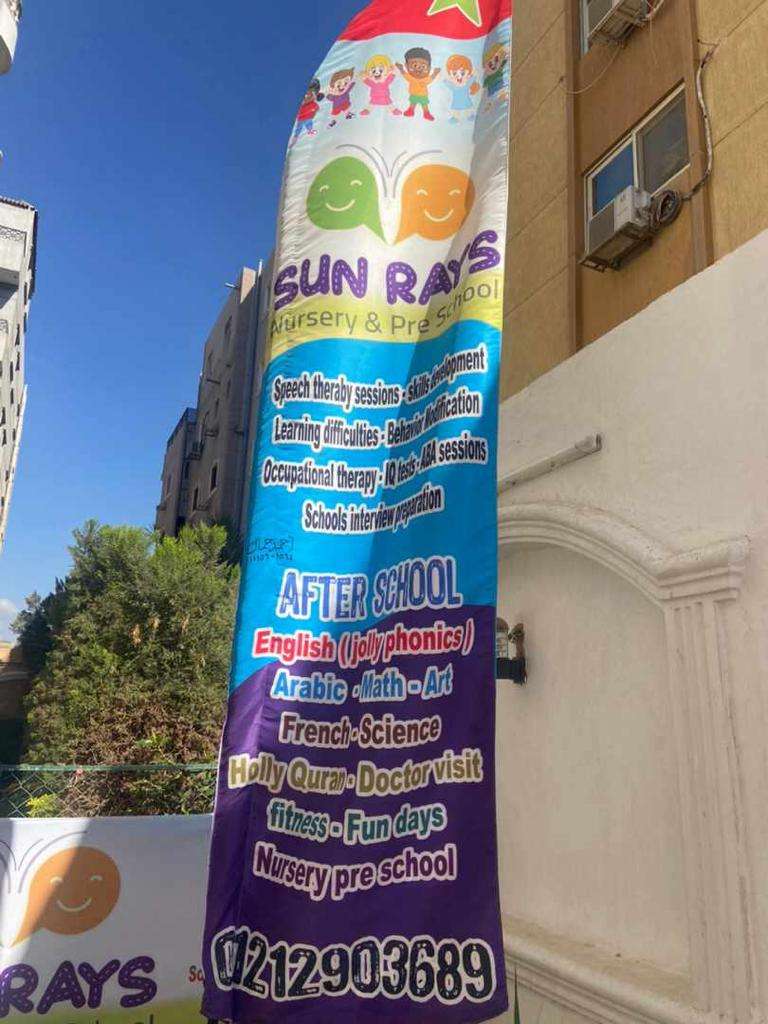 SUN RAYS
Nursery & Pre School
Speech theraby sessions - skills development
Learning difficulties - Behavior Modification
Occupational therapy - IQ tests - ABA sessions
Schools interview preparation
AFTER SCHOOL
English (jolly phonics)
Arabic - Math - Art
French - Science
Holly Quran - Doctor visit
fitness - Fun days
Nursery pre school
01212903689
RAYS